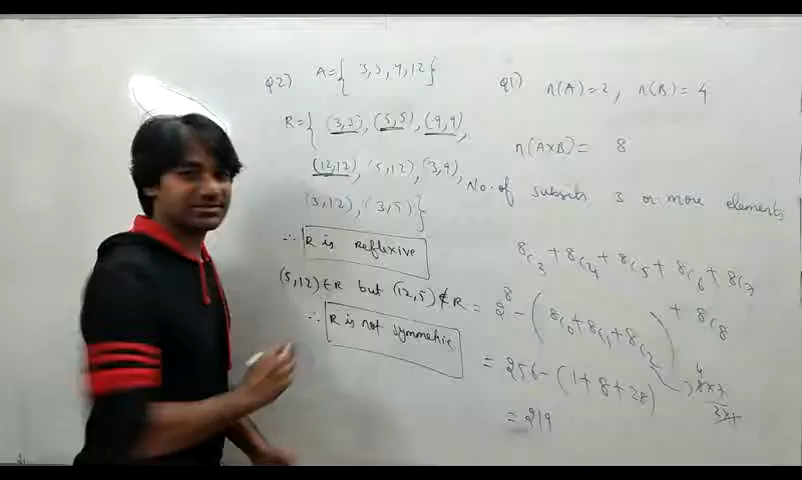 Q2) A={ 3,5,9,12}
R={ (3,3), (5,5), (9,9),
(12,12), (5,12), (3,9),
(3,12), (3,5)}
∴ R is reflexive
(5,12)∈R but (12,5)∉R
∴ R is not symmetric
Q1) n(A)=2, n(B)=4
n(A×B)= 8
No. of subsets 3 or more elements
8C3 + 8C4 + 8C5 + 8C6 + 8C7
+ 8C8
= 2^8 - (8C0+8C1+8C2)
= 256-(1+8+28)
= 219